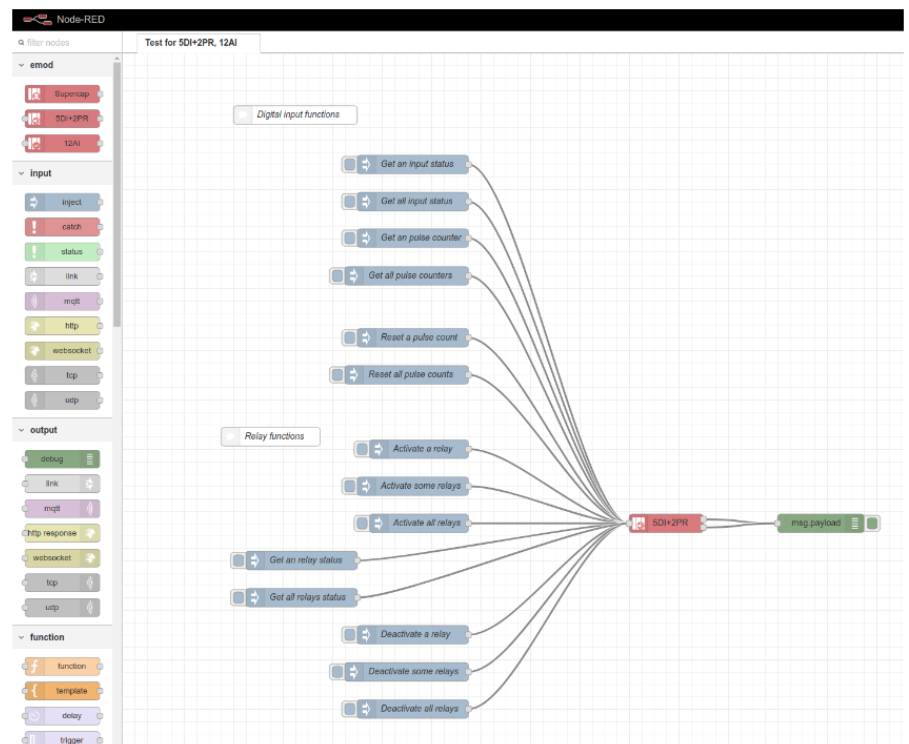 Node-RED
filter nodes
Test for 5DI+2PR, 12AI
emod
Supercap
5DI+2PR
12AI
input
inject
catch
status
link
mqtt
http
websocket
tcp
udp
output
debug
link
mqtt
http response
websocket
tcp
udp
function
function
template
delay
trigger
Digital input functions
Get an input status
Get all input status
Get an pulse counter
Get all pulse counters
Reset a pulse count
Reset all pulse counts
Relay functions
Activate a relay
Activate some relays
Activate all relays
Get an relay status
Get all relays status
Deactivate a relay
Deactivate some relays
Deactivate all relays
5DI+2PR
msg.payload